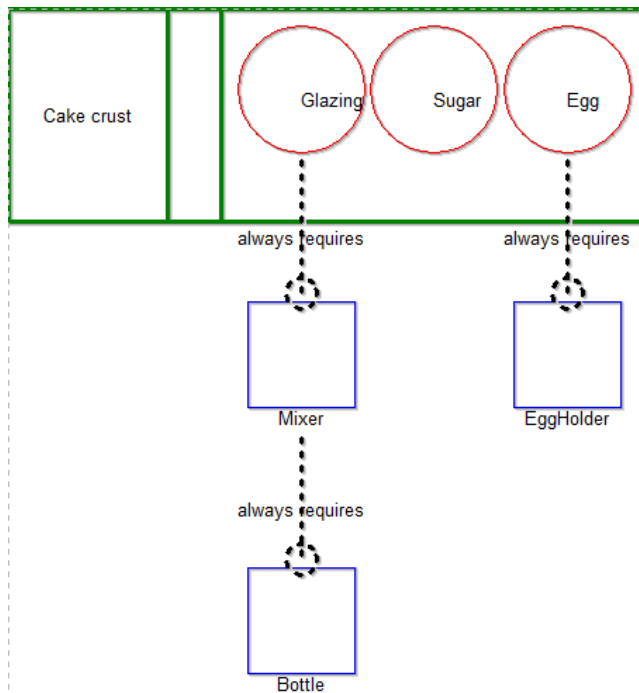 Cake crust
Glazing
Sugar
Egg
always requires
always requires
Mixer
EggHolder
always requires
Bottle